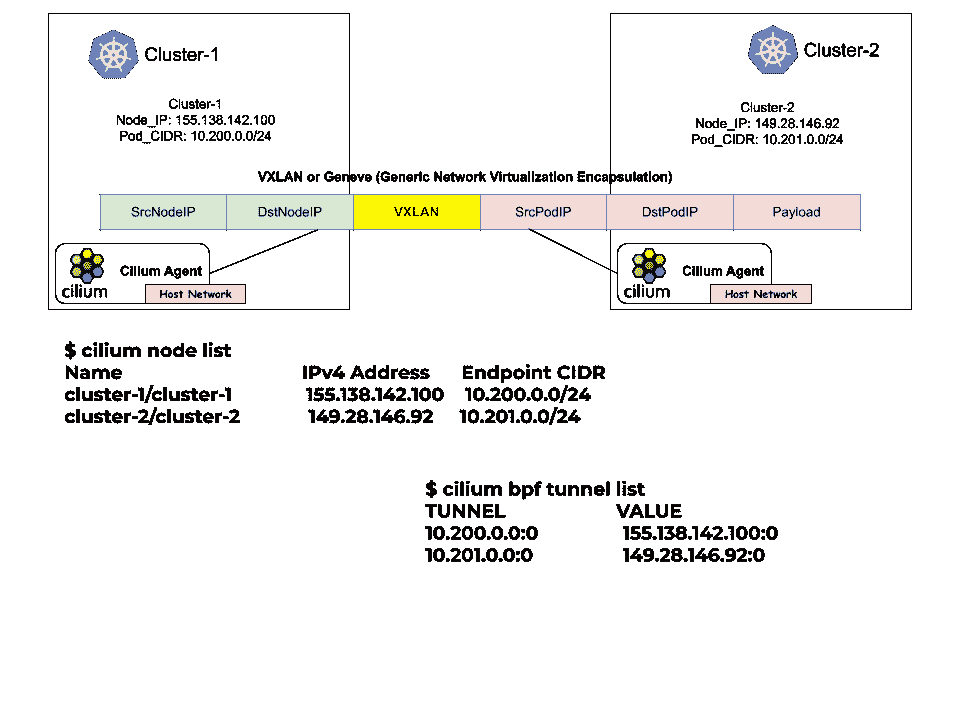 Cluster-1
Cluster-2
Cluster-1
Node_IP: 155.138.142.100
Pod_CIDR: 10.200.0.0/24
Cluster-2
Node_IP: 149.28.146.92
Pod_CIDR: 10.201.0.0/24
VXLAN or Geneve (Generic Network Virtualization Encapsulation)
SrcNodeIP DstNodeIP VXLAN SrcPodIP DstPodIP Payload
cilium
Cilium Agent
Host Network
cilium
Cilium Agent
Host Network
$ cilium node list
Name IPv4 Address Endpoint CIDR
cluster-1/cluster-1 155.138.142.100 10.200.0.0/24
cluster-2/cluster-2 149.28.146.92 10.201.0.0/24
$ cilium bpf tunnel list
TUNNEL VALUE
10.200.0.0:0 155.138.142.100:0
10.201.0.0:0 149.28.146.92:0